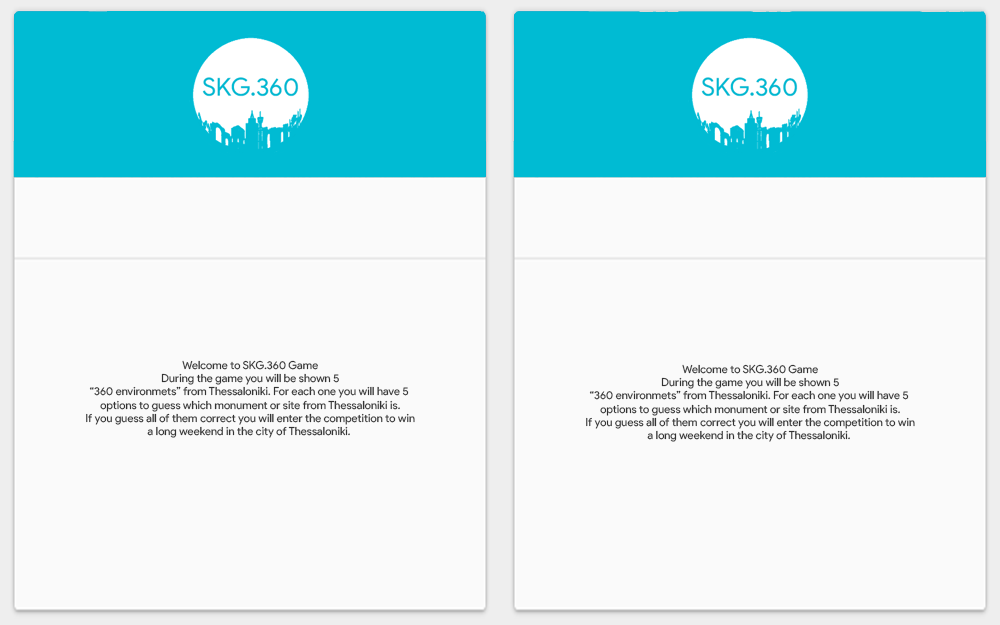 SKG.360
Welcome to SKG.360 Game
During the game you will be shown 5
“360 environmets” from Thessaloniki. For each one you will have 5
options to guess which monument or site from Thessaloniki is.
If you guess all of them correct you will enter the competition to win
a long weekend in the city of Thessaloniki.
SKG.360
Welcome to SKG.360 Game
During the game you will be shown 5
“360 environmets” from Thessaloniki. For each one you will have 5
options to guess which monument or site from Thessaloniki is.
If you guess all of them correct you will enter the competition to win
a long weekend in the city of Thessaloniki.